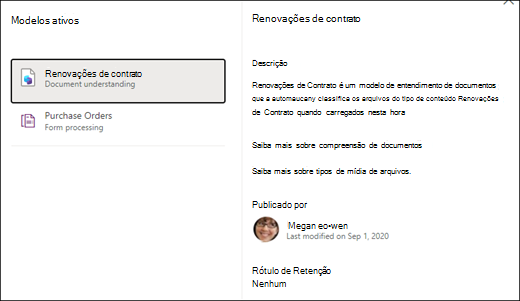 Modelos ativos
Renovações de contrato
Document understanding
Purchase Orders
Form processing
Renovações de contrato
Descrição
Renovações de Contrato é um modelo de entendimento de documentos
que a automaucany classifica os arquivos do tipo de conteúdo Renovações
de Contrato quando carregados nesta hora
Saiba mais sobre compreensão de documentos
Saiba mais sobre tipos de mídia de arquivos.
Publicado por
Megan eo•wen
Last modified on Sep 1, 2020
Rótulo de Retenção
Nenhum